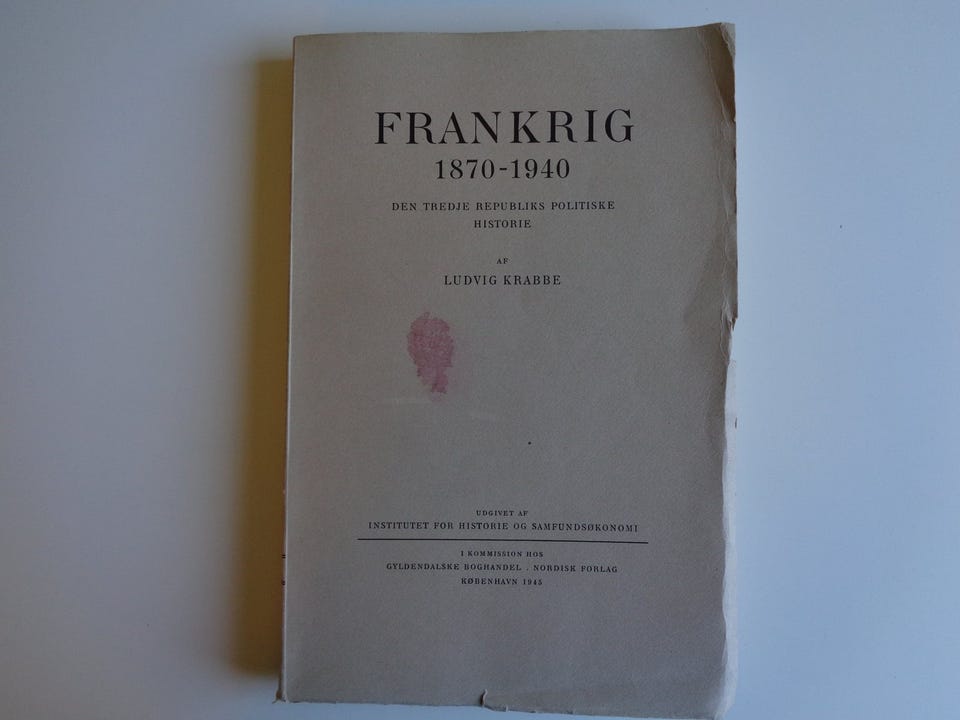 FRANKRIG
1870-1940
DEN TREDJE REPUBLIKS POLITISKE
HISTORIE
AF
LUDVIG KRABBE
UDGIVET AF
INSTITUTET FOR HISTORIE OG SAMFUNDSØKONOMI
I KOMMISSION HOS
GYLDENDALSKE BOGHANDEL . NORDISK FORLAG
KØBENHAVN 1945